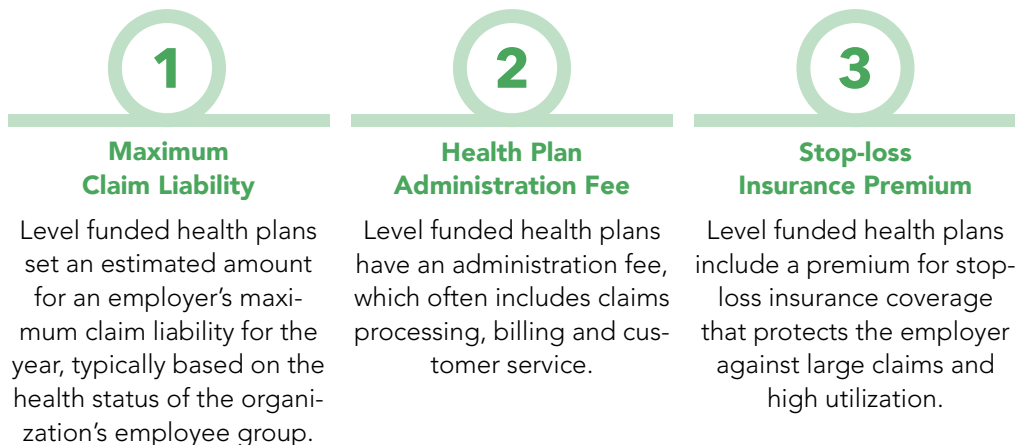 1
Maximum
Claim Liability
Level funded health plans
set an estimated amount
for an employer’s maxi-
mum claim liability for the
year, typically based on the
health status of the organi-
zation’s employee group.
2
Health Plan
Administration Fee
Level funded health plans
have an administration fee,
which often includes claims
processing, billing and cus-
tomer service.
3
Stop-loss
Insurance Premium
Level funded health plans
include a premium for stop-
loss insurance coverage
that protects the employer
against large claims and
high utilization.